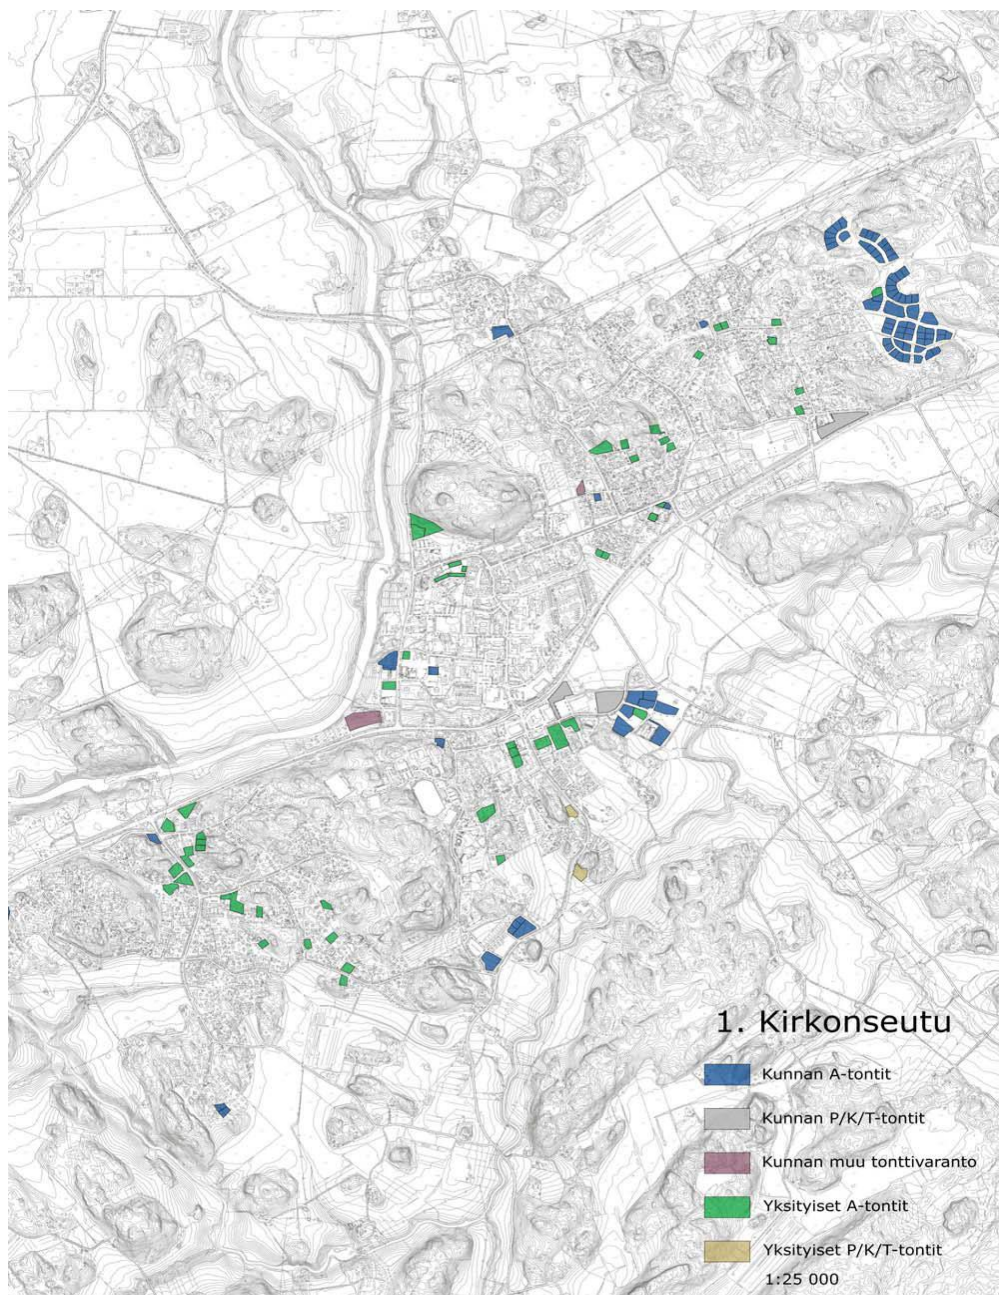 1. Kirkonseutu
Kunnan A-tontit
Kunnan P/K/T-tontit
Kunnan muu tonttivaranto
Yksityiset A-tontit
Yksityiset P/K/T-tontit
1:25 000